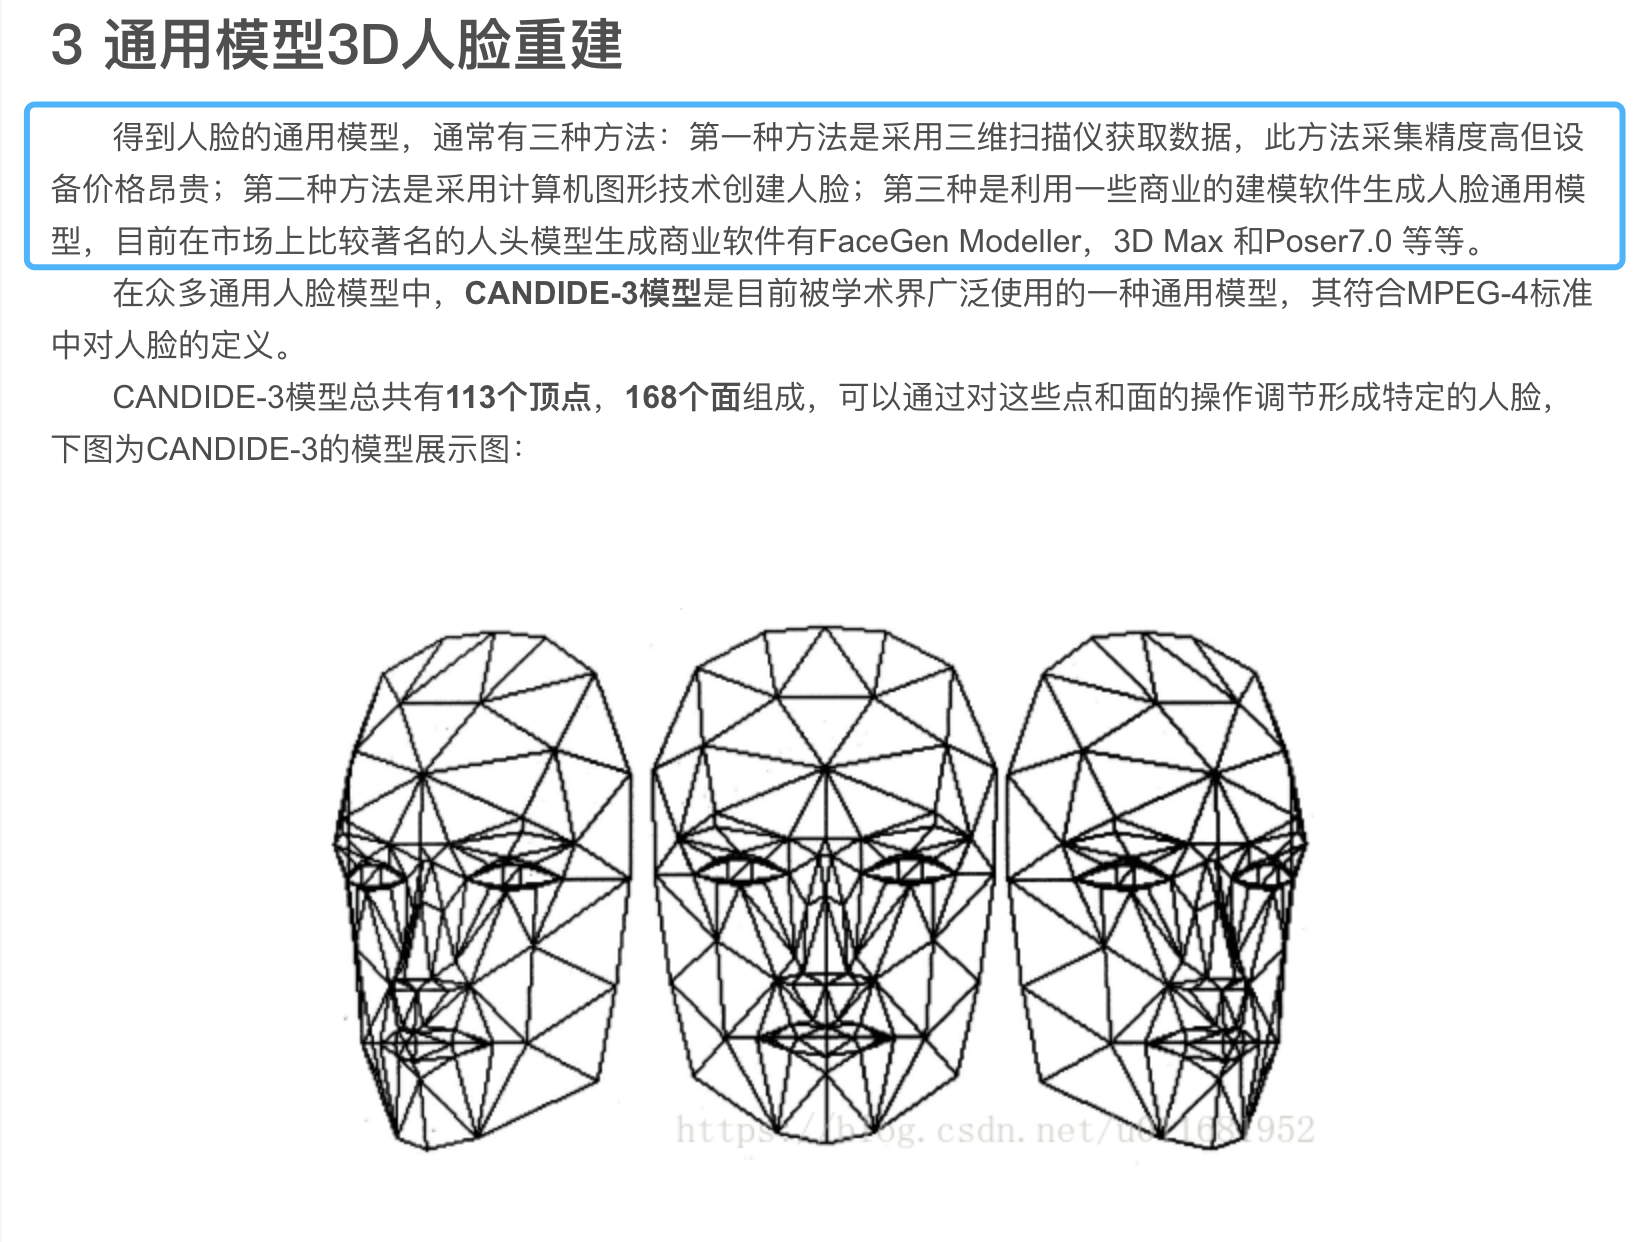 3 通用模型3D人脸重建
得到人脸的通用模型，通常有三种方法：第一种方法是采用三维扫描仪获取数据，此方法采集精度高但设
备价格昂贵；第二种方法是采用计算机图形技术创建人脸；第三种是利用一些商业的建模软件生成人脸通用模
型，目前在市场上比较著名的人头模型生成商业软件有FaceGen Modeller，3D Max 和Poser7.0 等等。
在众多通用人脸模型中，CANDIDE-3模型是目前被学术界广泛使用的一种通用模型，其符合MPEG-4标准
中对人脸的定义。
CANDIDE-3模型总共有113个顶点，168个面组成，可以通过对这些点和面的操作调节形成特定的人脸，
下图为CANDIDE-3的模型展示图：
https://blog.csdn.net/u011681952